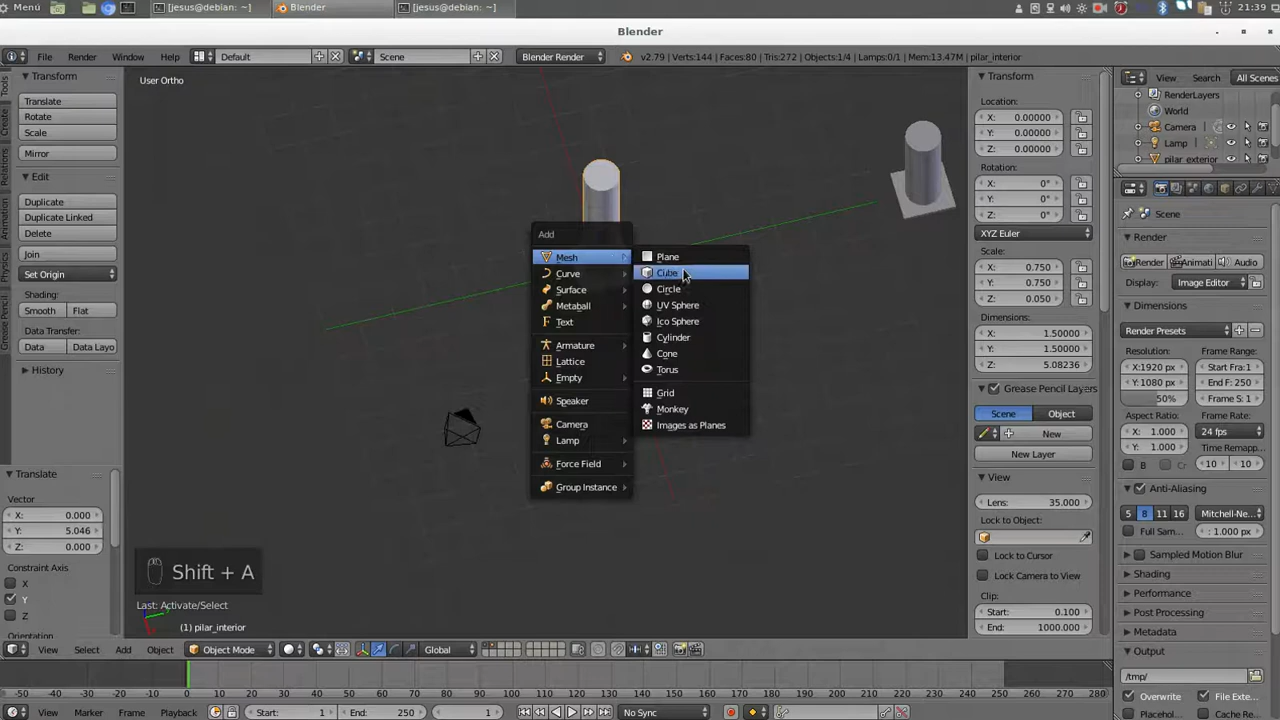 Menú
[jesus@debian: ~]
Blender
[jesus@debian: ~]
21:39
Blender
File
Render
Window
Help
Default
Scene
Blender Render
v2.79 | Verts:144 | Faces:80 | Tris:272 | Objects:1/4 | Lamps:0/1 | Mem:13.47M | pilar_interior
Tools
Create
Relations
Animation
Physics
Grease Pencil
Transform
Translate
Rotate
Scale
Mirror
Edit
Duplicate
Duplicate Linked
Delete
Join
Set Origin
Shading:
Smooth
Flat
Data Transfer:
Data
Data Layo
History
Translate
Vector
X: 0.000
Y: 5.046
Z: 0.000
Constraint Axis
X
Y
Z
Orientation
User Ortho
Add
Mesh
Curve
Surface
Metaball
Text
Armature
Lattice
Empty
Speaker
Camera
Lamp
Force Field
Group Instance
Plane
Cube
Circle
UV Sphere
Ico Sphere
Cylinder
Cone
Torus
Grid
Monkey
Images as Planes
Shift + A
Last: Activate/Select
(1) pilar_interior
Transform
Location:
X: 0.00000
Y: 0.00000
Z: 0.00000
Rotation:
X: 0°
Y: 0°
Z: 0°
XYZ Euler
Scale:
X: 0.750
Y: 0.750
Z: 0.050
Dimensions:
X: 1.50000
Y: 1.50000
Z: 5.08236
Grease Pencil Layers
Scene
Object
New
New Layer
View
Lens: 35.000
Lock to Object:
Lock to Cursor
Lock Camera to View
Clip:
Start: 0.100
End: 1000.000
View
Search
All Scenes
RenderLayers
World
Camera
Lamp
pilar_exterior
Scene
Render
Render
Animati
Audio
Display:
Image Editor
Dimensions
Render Presets
Resolution:
Frame Range:
X:1920 px
Start Fra:1
Y: 1080 px
End F: 250
50%
Frame S: 1
Aspect Ratio:
Frame Rate:
X: 1.000
24 fps
Y: 1.000
Time Remapp
B
Cr
10
10
Anti-Aliasing
5
8
11
16
Mitchell-Ne...
Full Sam...
: 1.000 px
Sampled Motion Blur
Shading
Performance
Post Processing
Metadata
Output
/tmp/
Overwrite
File Exte..
Placehol..
View
Select
Add
Object
Object Mode
Global
-50 -40 -30 -20 -10 0 10 20 30 40 50 60 70 80 90 100 110 120 130 140 150 160 170 180 190 200 210 220 230 240 250 260 270 280
View
Marker
Frame
Playback
Start: 1
End: 250
1
No Sync